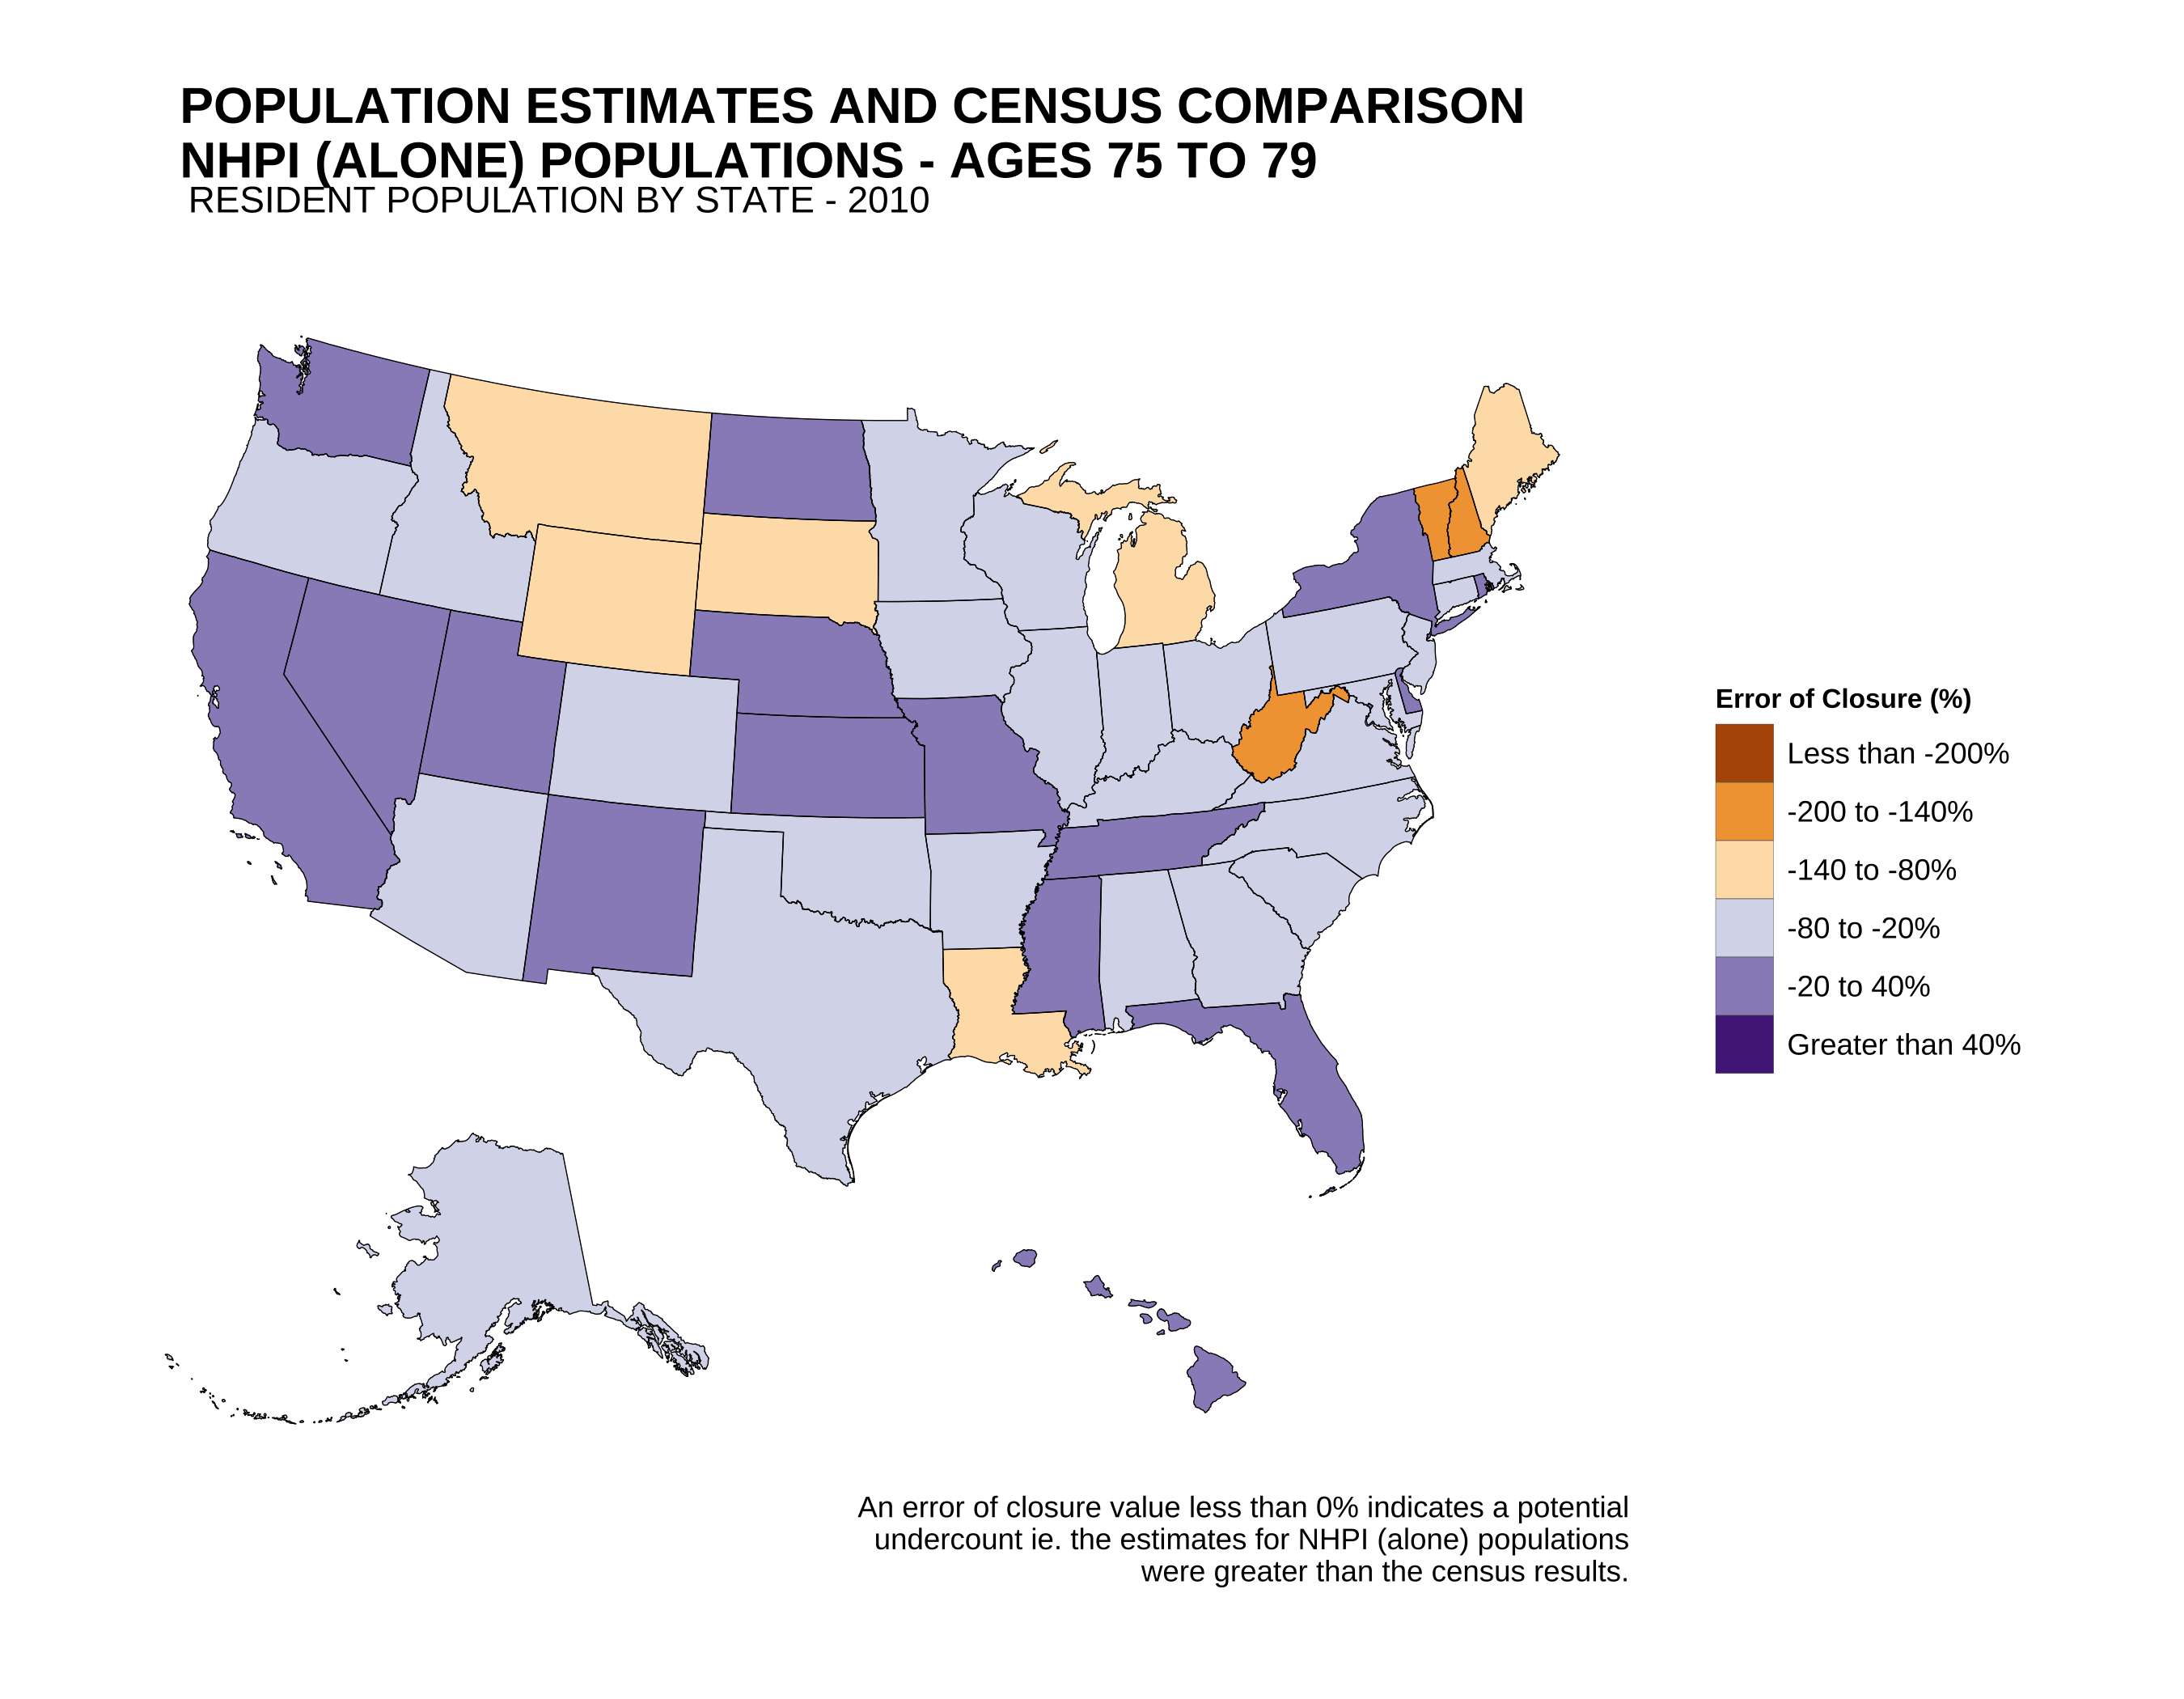 POPULATION ESTIMATES AND CENSUS COMPARISON
NHPI (ALONE) POPULATIONS - AGES 75 TO 79
RESIDENT POPULATION BY STATE - 2010
Error of Closure (%)
Less than -200%
-200 to -140%
-140 to -80%
-80 to -20%
-20 to 40%
Greater than 40%
An error of closure value less than 0% indicates a potential
undercount ie. the estimates for NHPI (alone) populations
were greater than the census results.